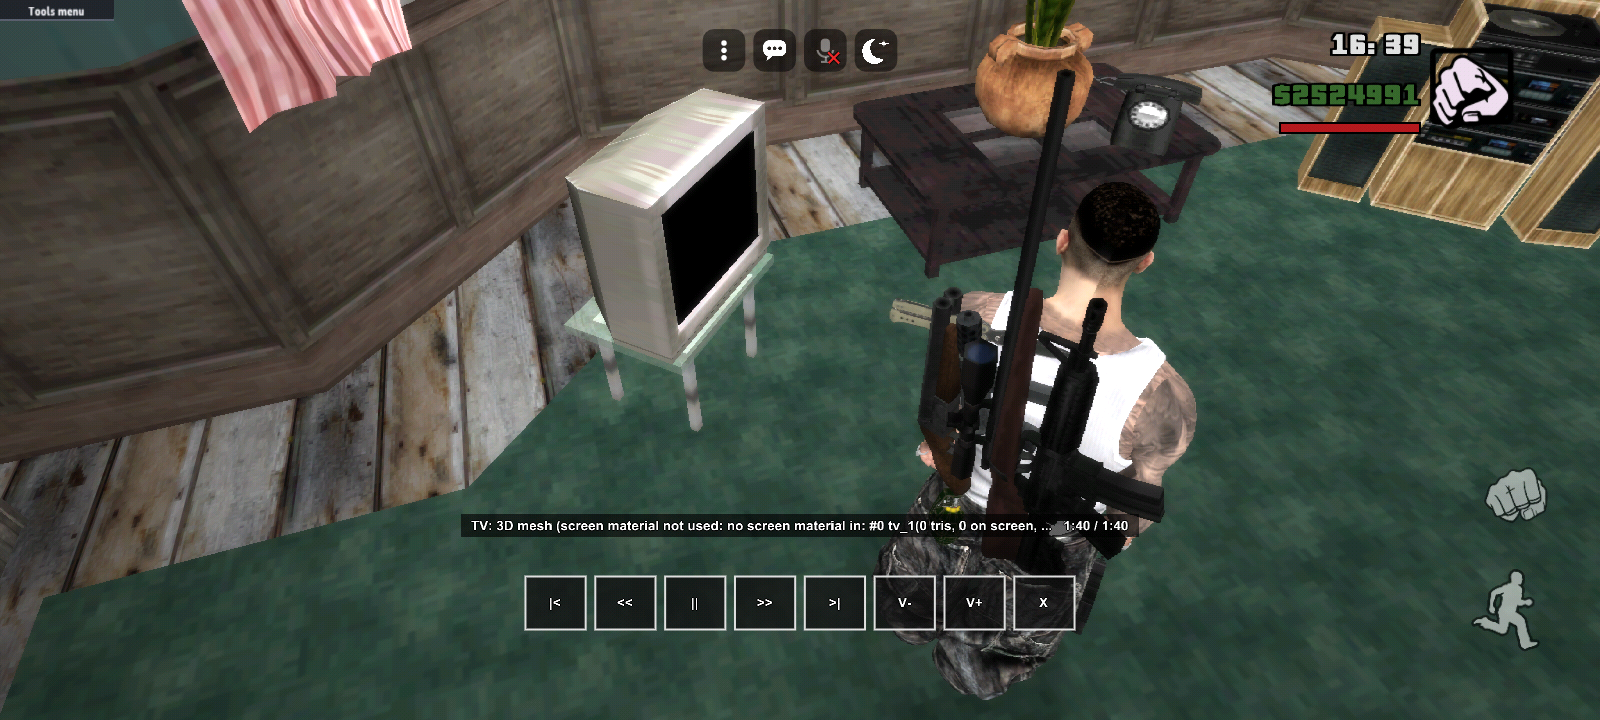 Tools menu
16:39
$2524991
TV: 3D mesh (screen material not used: no screen material in: #0 tv_1(0 tris, 0 on screen, ... 1:40 / 1:40
|< << || >> >| V- V+ X